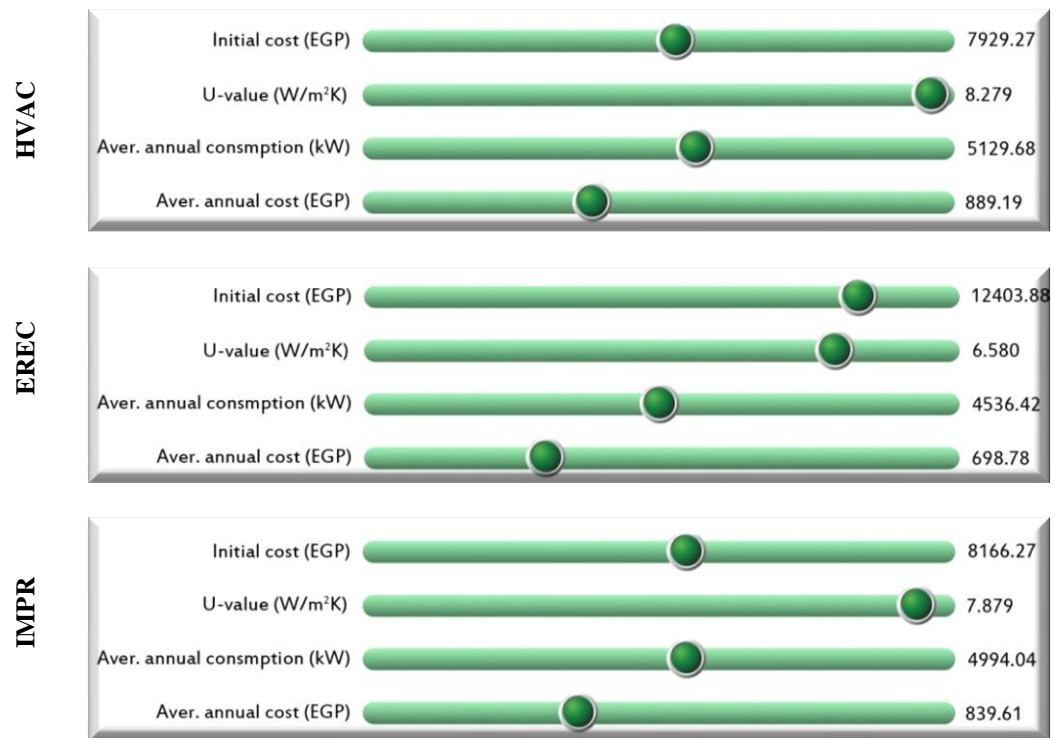 HVAC
Initial cost (EGP) 7929.27
U-value (W/m²K) 8.279
Aver. annual consmption (kW) 5129.68
Aver. annual cost (EGP) 889.19
EREC
Initial cost (EGP) 12403.88
U-value (W/m²K) 6.580
Aver. annual consmption (kW) 4536.42
Aver. annual cost (EGP) 698.78
IMPR
Initial cost (EGP) 8166.27
U-value (W/m²K) 7.879
Aver. annual consmption (kW) 4994.04
Aver. annual cost (EGP) 839.61